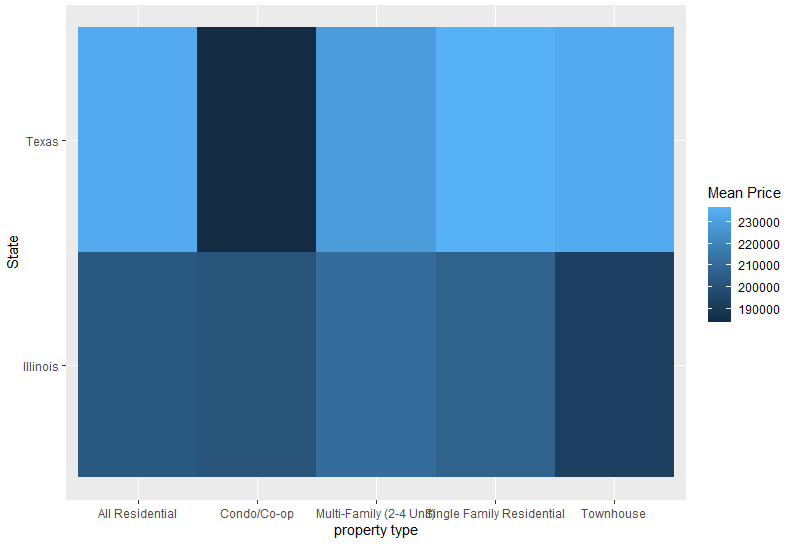 Texas
Illinois
State
All Residential
Condo/Co-op
Multi-Family (2-4 Unit)
Single Family Residential
Townhouse
property type
Mean Price
230000
220000
210000
200000
190000